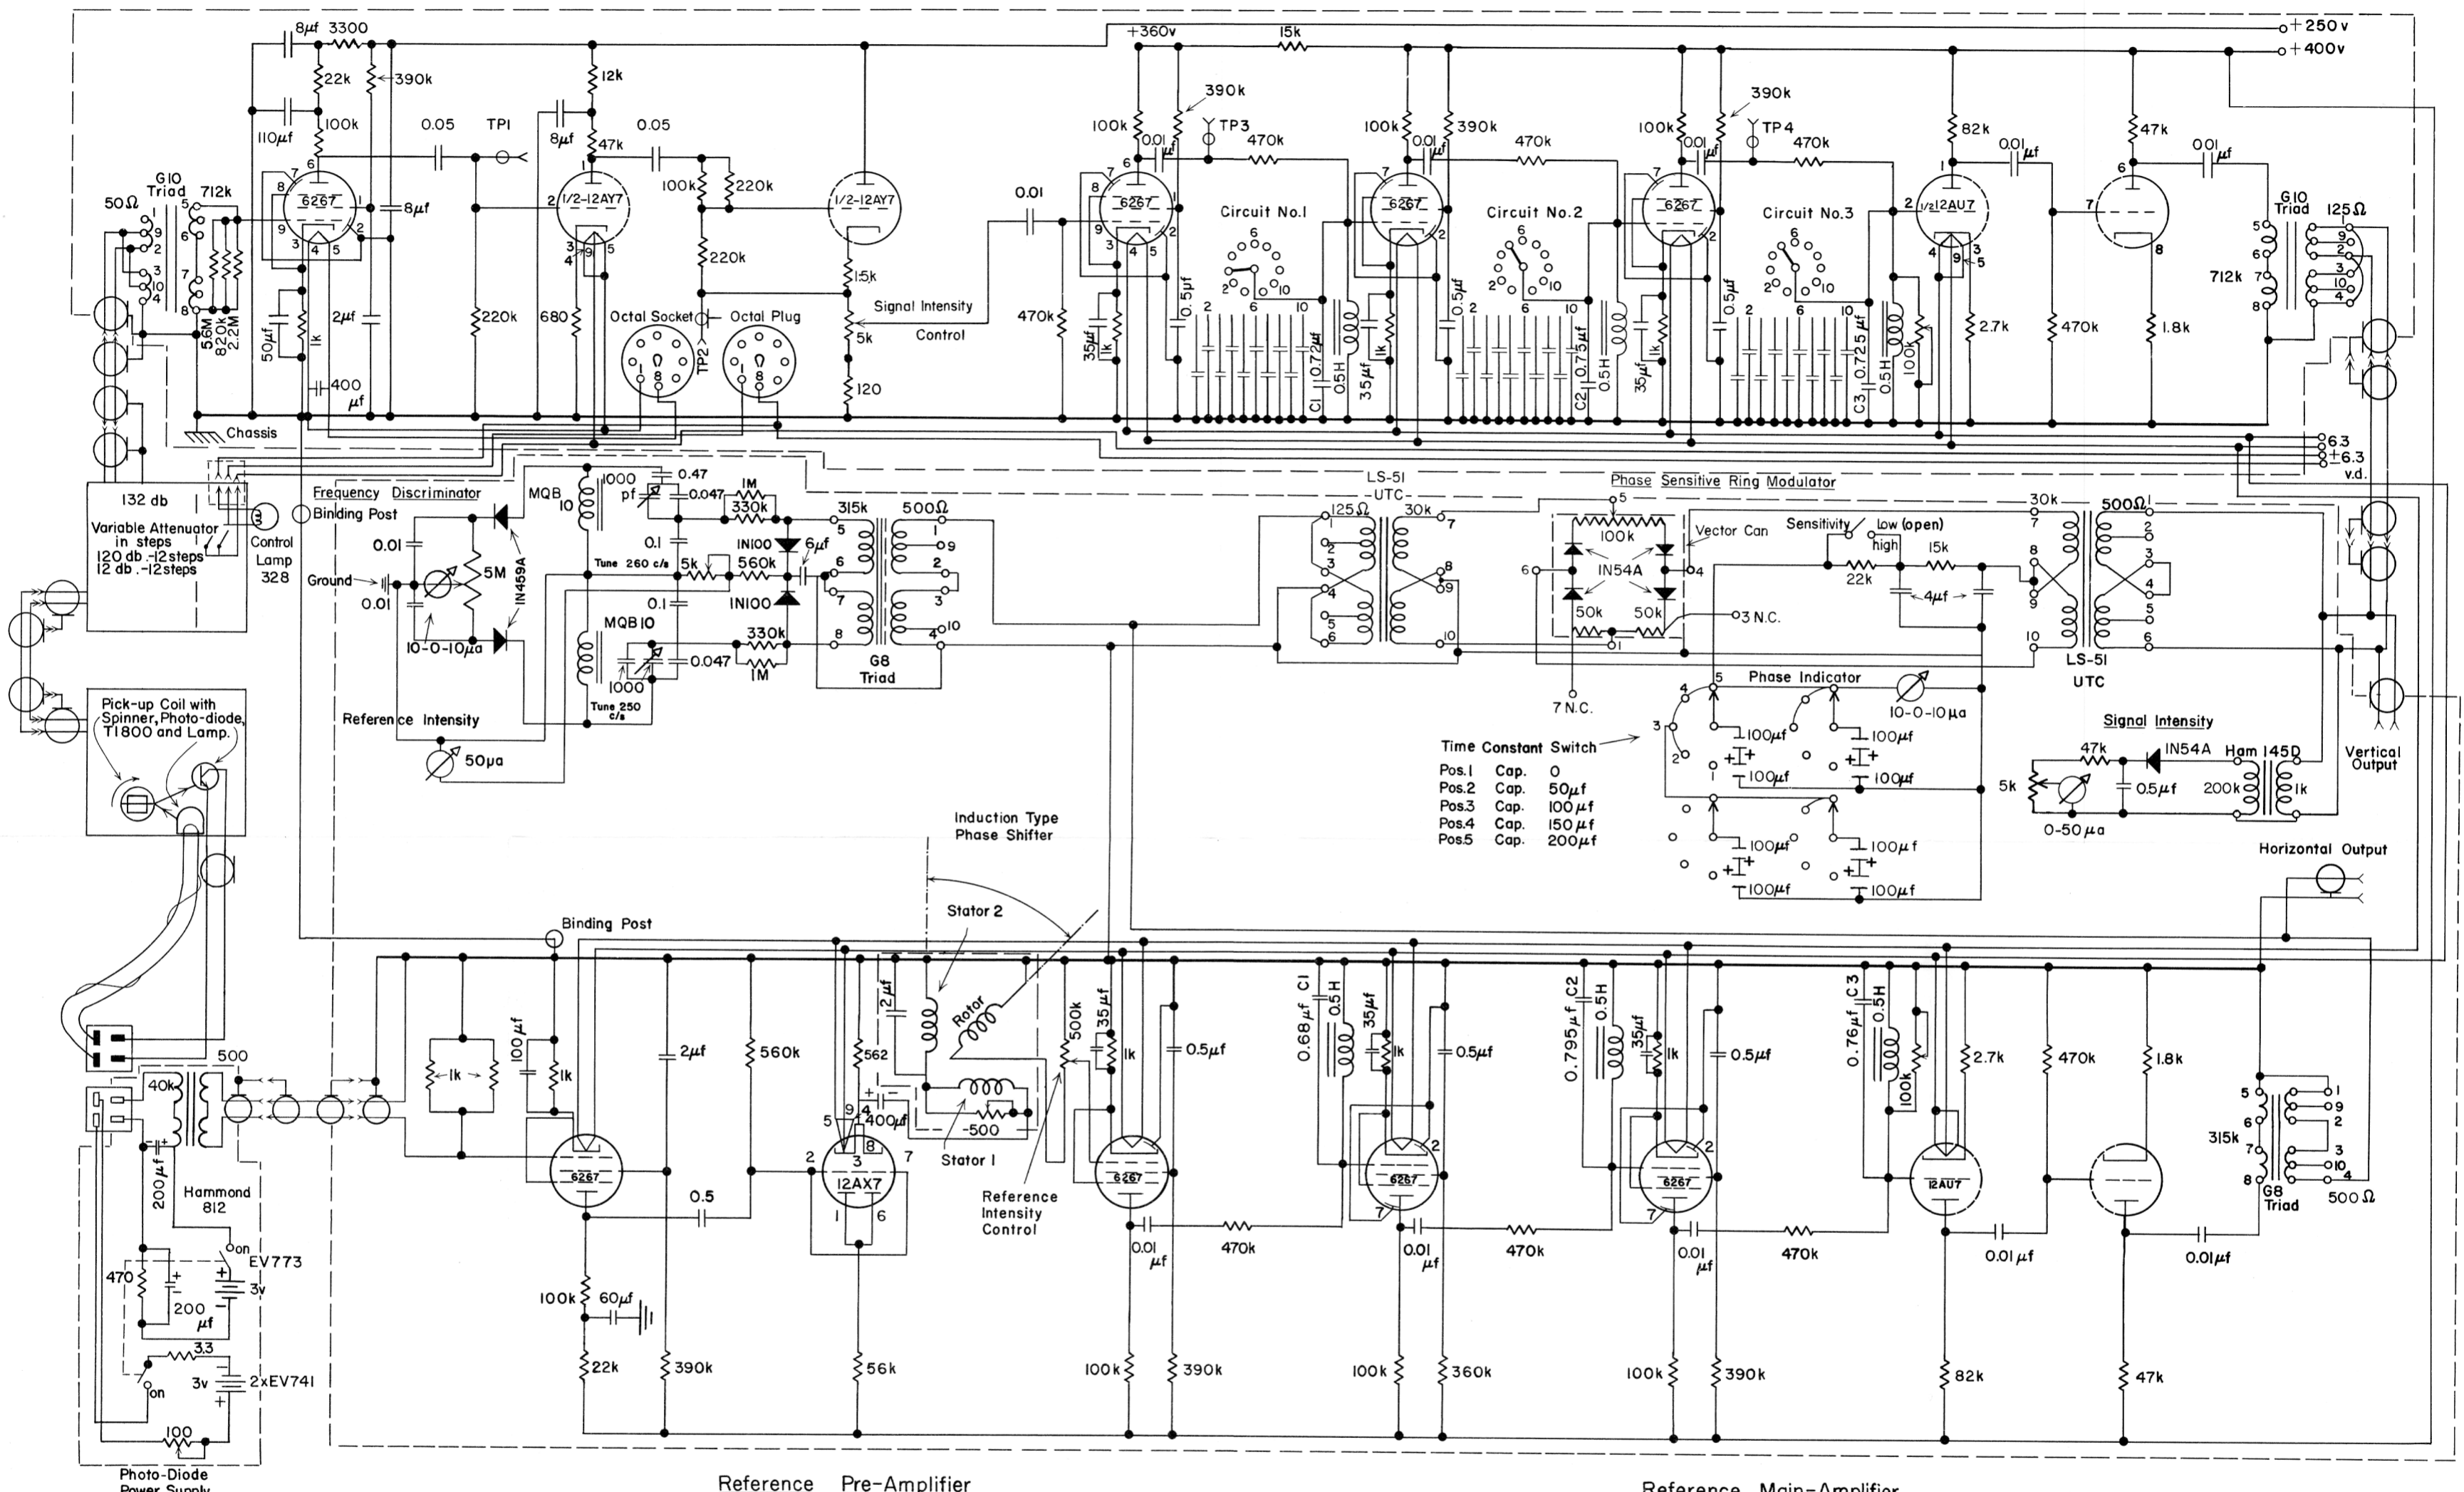 8μf 3300
+360v
15k
+250v
+400v
22k
390k
12k
110μf
100k
0.05
TP1
8μf
47k
0.05
390k
100k
0.01 μf
TP3
470k
100k
0.01 μf
390k
470k
100k
0.01 μf
390k
TP4
470k
82k
0.01 μf
47k
0.01 μf
G10
Triad
50Ω
712k
6267
8μf
1/2-12AY7
100k
220k
220k
1/2-12AY7
1.5k
Signal Intensity
Control
5k
120
0.01
470k
6267
Circuit No.1
6267
Circuit No.2
6267
Circuit No.3
1/2 12AU7
G10
Triad
125Ω
712k
5.6M
820k
2.2M
50μf
1k
2μf
400
μf
220k
680
Octal Socket
Octal Plug
TP2
35μf
1k
0.5μf
C1 0.72μf
0.5H
35μf
1k
0.5μf
C2 0.75μf
0.5H
35μf
1k
0.5μf
C3 0.725μf
0.5H
100k
2.7k
470k
1.8k
Chassis
6.3
+6.3
v.d.
132 db
Variable Attenuator
in steps
120 db.-12steps
12 db.-12steps
Control
Lamp
328
Frequency Discriminator
Binding Post
0.01
Ground
0.01
5M
10-0-10μa
IN459A
MQB
10
1000
pf
0.47
0.047
1M
330k
0.1
Tune 260 c/s
5k
560k
IN100
6μf
IN100
0.1
MQB10
330k
0.047
1M
1000
Tune 250
c/s
315k
500Ω
G8
Triad
Reference Intensity
50μa
LS-51
UTC
125Ω
30k
Phase Sensitive Ring Modulator
100k
Vector Can
IN54A
50k
50k
3 N.C.
7 N.C.
Sensitivity
Low (open)
high
22k
15k
4μf
30k
500Ω
LS-51
UTC
Phase Indicator
10-0-10μa
Time Constant Switch
Pos.1 Cap. 0
Pos.2 Cap. 50μf
Pos.3 Cap. 100μf
Pos.4 Cap. 150μf
Pos.5 Cap. 200μf
100μf
100μf
100μf
100μf
100μf
100μf
100μf
100μf
Signal Intensity
47k
IN54A
Ham 145D
5k
0.5μf
200k
1k
0-50μa
Vertical
Output
Horizontal Output
Pick-up Coil with
Spinner, Photo-diode,
T1800 and Lamp.
Induction Type
Phase Shifter
Stator 2
Rotor
Stator 1
500
Binding Post
500
40k
1k
100μf
1k
2μf
560k
562
2μf
400μf
500k
35μf
1k
0.5μf
0.68μf C1
0.5H
35μf
1k
0.5μf
0.795μf C2
0.5H
35μf
1k
0.5μf
0.76μf C3
0.5H
100k
2.7k
470k
1.8k
6267
12AX7
6267
6267
6267
12AU7
315k
G8
Triad
500Ω
Reference
Intensity
Control
200μf
Hammond
812
on
EV773
3v
470
200
μf
3.3
3v
2xEV741
on
100
0.5
100k
60μf
22k
390k
56k
0.01
μf
470k
100k
390k
0.01
μf
470k
100k
360k
0.01
μf
470k
100k
390k
0.01μf
82k
0.01μf
47k
Photo-Diode
Power Supply
Reference Pre-Amplifier
Reference Main-Amplifier